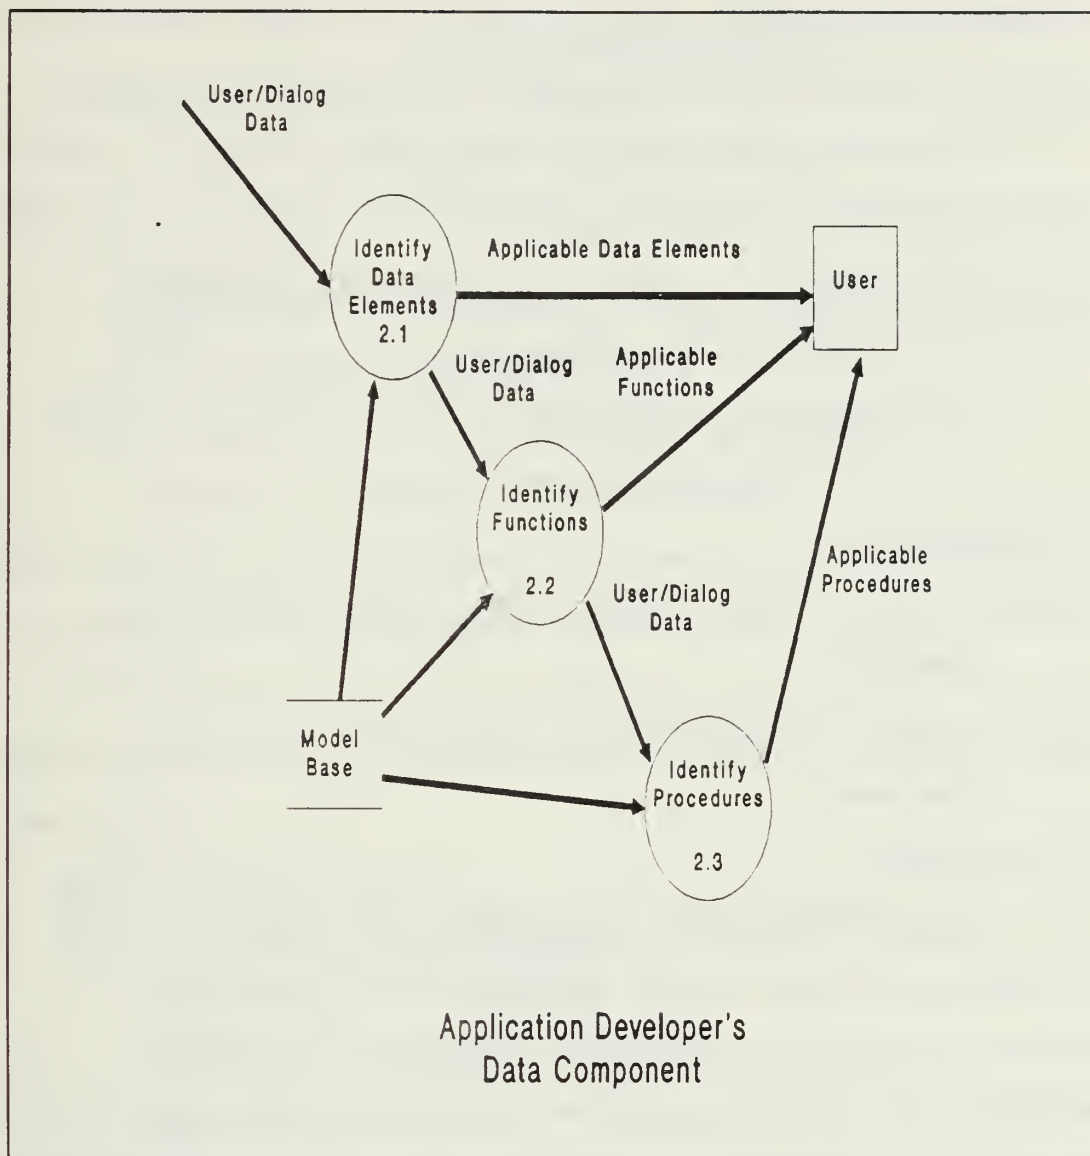 User/Dialog
Data
Identify
Data
Elements
2.1
Applicable Data Elements
User
User/Dialog
Data
Applicable
Functions
Identify
Functions
2.2
User/Dialog
Data
Applicable
Procedures
Model
Base
Identify
Procedures
2.3
Application Developer's
Data Component